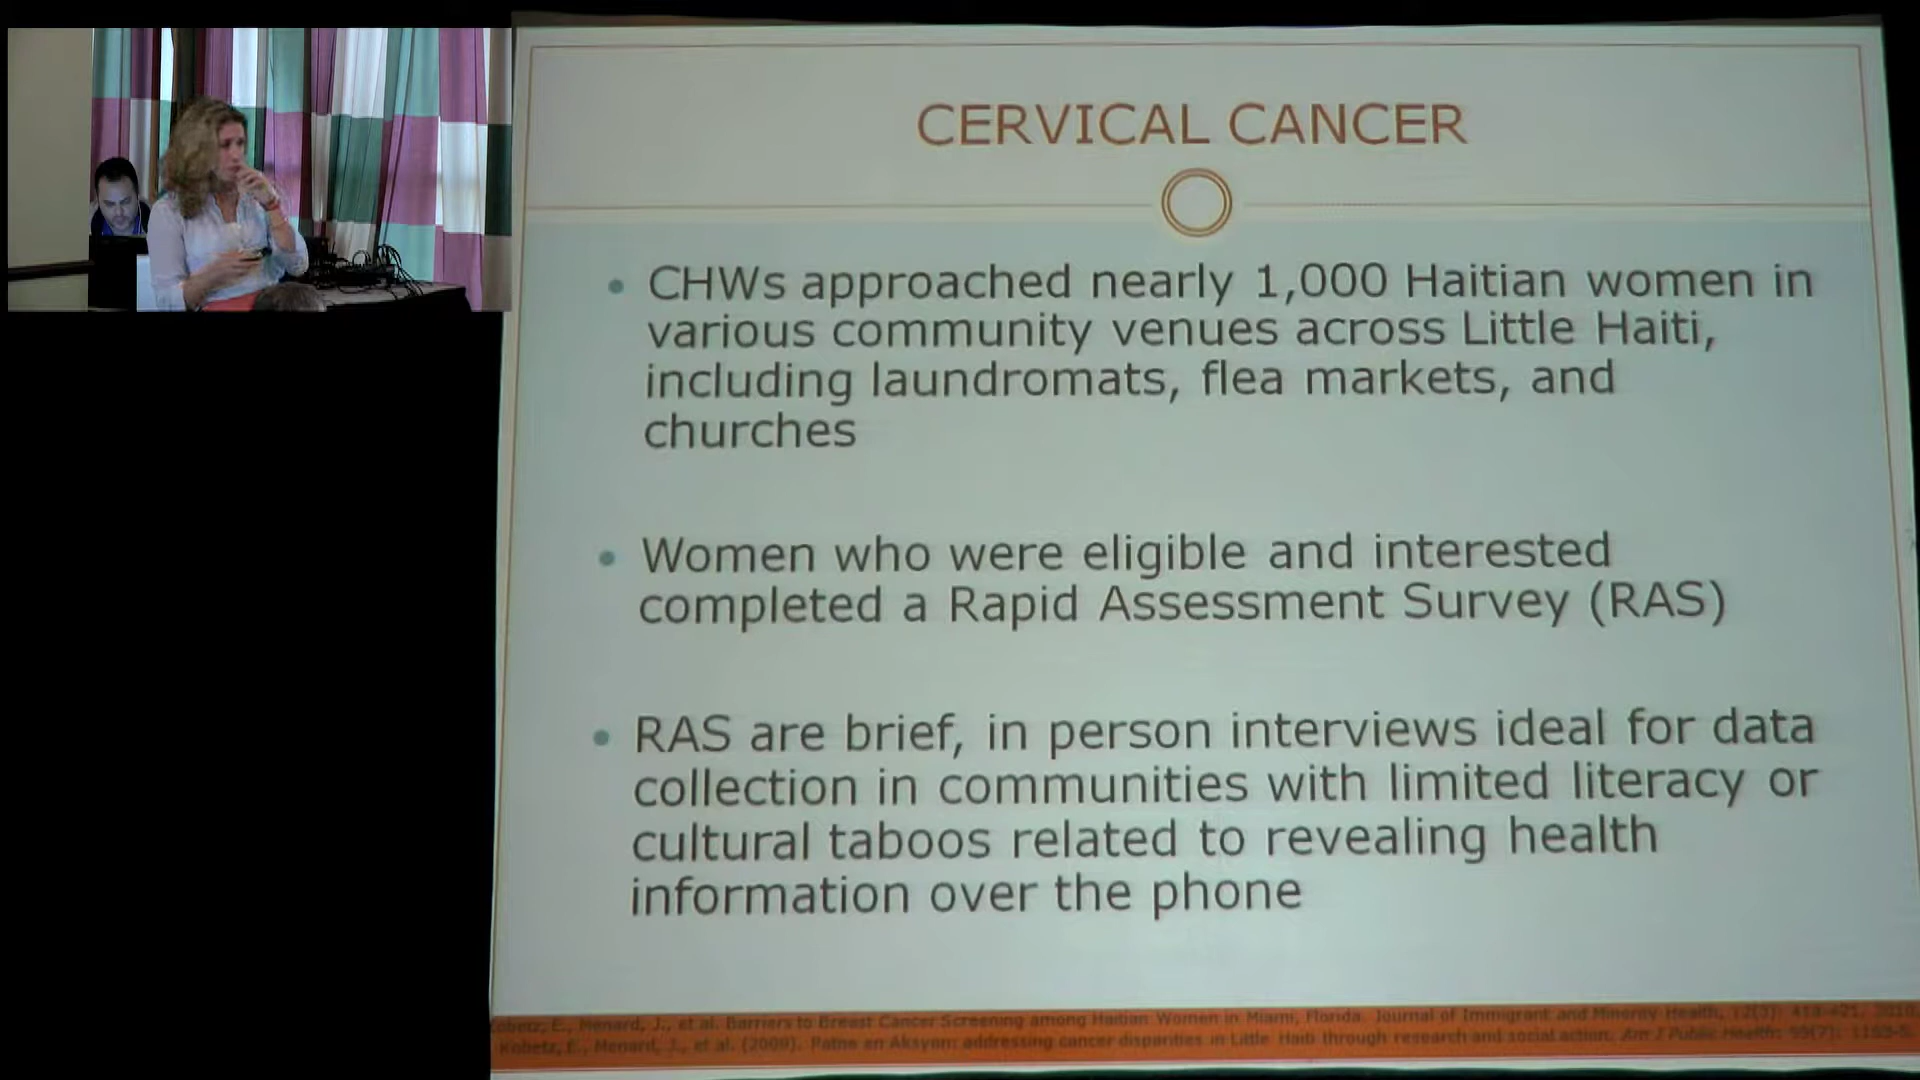 CERVICAL CANCER
• CHWs approached nearly 1,000 Haitian women in
various community venues across Little Haiti,
including laundromats, flea markets, and
churches
• Women who were eligible and interested
completed a Rapid Assessment Survey (RAS)
• RAS are brief, in person interviews ideal for data
collection in communities with limited literacy or
cultural taboos related to revealing health
information over the phone
E., Menard, J., et al. Barriers to Breast Cancer Screening among Haitian Women in Miami, Florida. Journal of Immigrant and Minority Health, 12(3):
Kobetz, E., Menard, J., et al. (2009). Patne en Aksyon: addressing cancer disparities in Little Haiti through research and social action. Am J Public Health; 99(7):